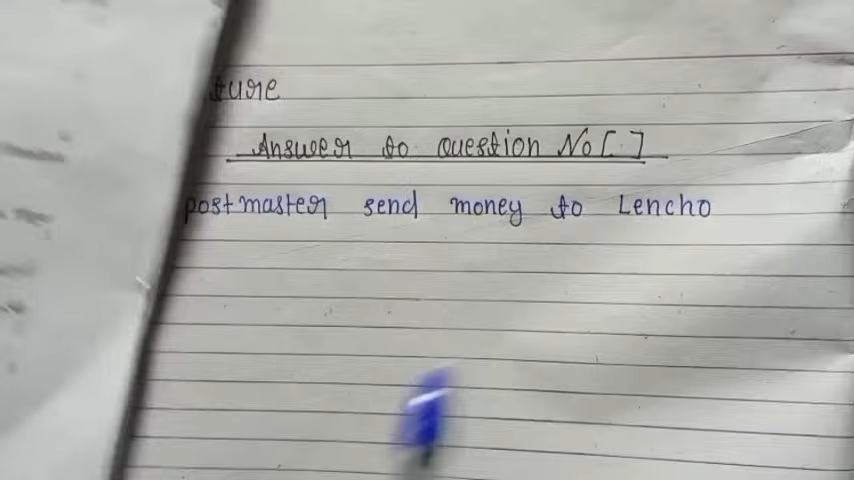 ture
Answer to question No [ ]
postmaster send money to Lencho